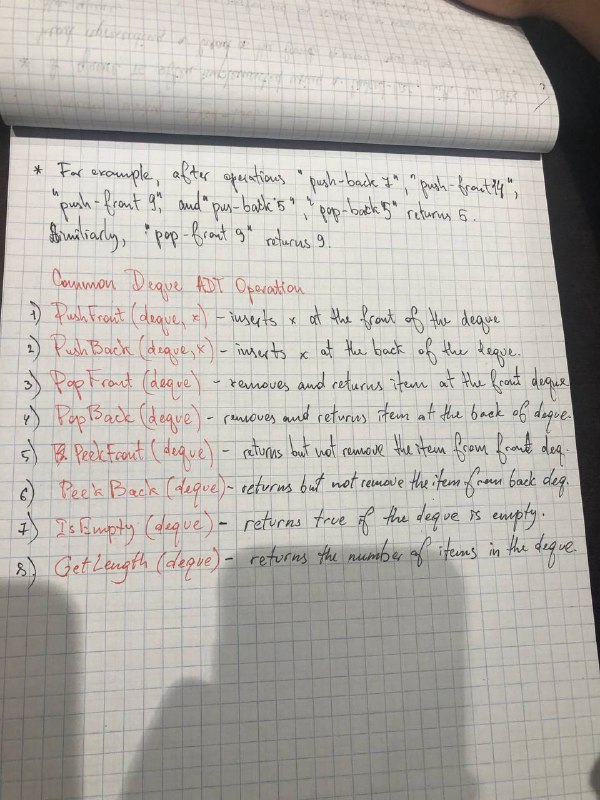 * For example, after operations "push-back 7", "push-front 14",
"push-front 9", and "pus-back 5", "pop-back 5" returns 5.
Similiarly, "pop-front 9" returns 9.
Common Deque ADT Operation
1) PushFront (deque, x) - inserts x at the front of the deque
2) PushBack (deque, x) - inserts x at the back of the deque.
3) PopFront (deque) - removes and returns item at the front deque
4) PopBack (deque) - removes and returns item at the back of deque.
5) PeekFront (deque) - returns but not remove the item from front deq.
6) Peek Back (deque) - returns but not remove the item from back deq.
7) IsEmpty (deque) - returns true if the deque is empty.
8) GetLength (deque) - returns the number of items in the deque.